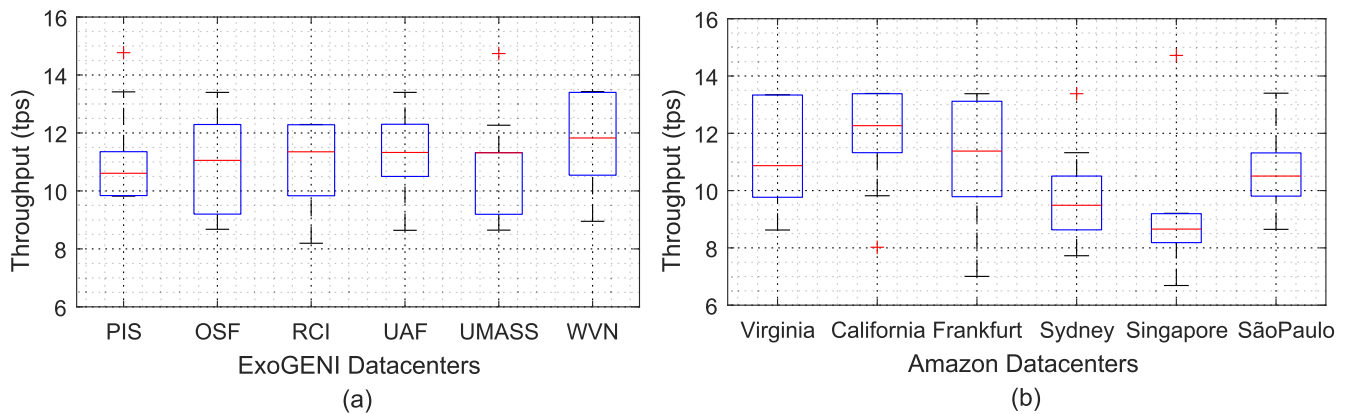 Throughput (tps)
16
14
12
10
8
6
PIS OSF RCI UAF UMASS WVN
ExoGENI Datacenters
(a)
Throughput (tps)
16
14
12
10
8
6
Virginia California Frankfurt Sydney Singapore SãoPaulo
Amazon Datacenters
(b)